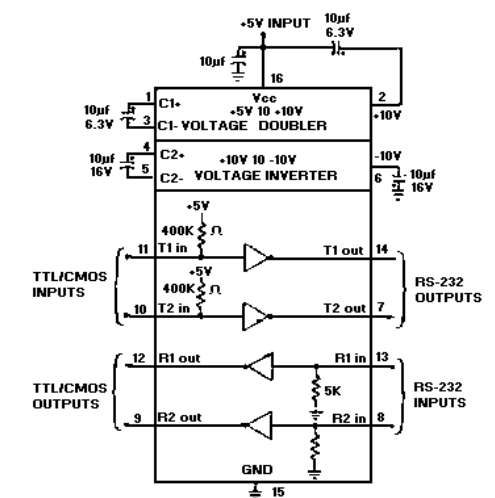 +5V INPUT
10µf
6.3V
10µf
16
Vcc
+5V 10 +10V
VOLTAGE DOUBLER
1
C1+
10µf
6.3V
3
C1-
2
+10V
4
C2+
10µf
16V
5
C2-
+10V 10 -10V
VOLTAGE INVERTER
-10V
6
10µf
16V
+5V
400K Ω
11
T1 in
T1 out
14
+5V
400K Ω
10
T2 in
T2 out
7
TTL/CMOS
INPUTS
RS-232
OUTPUTS
12
R1 out
R1 in
13
5K
9
R2 out
R2 in
8
TTL/CMOS
OUTPUTS
RS-232
INPUTS
GND
15